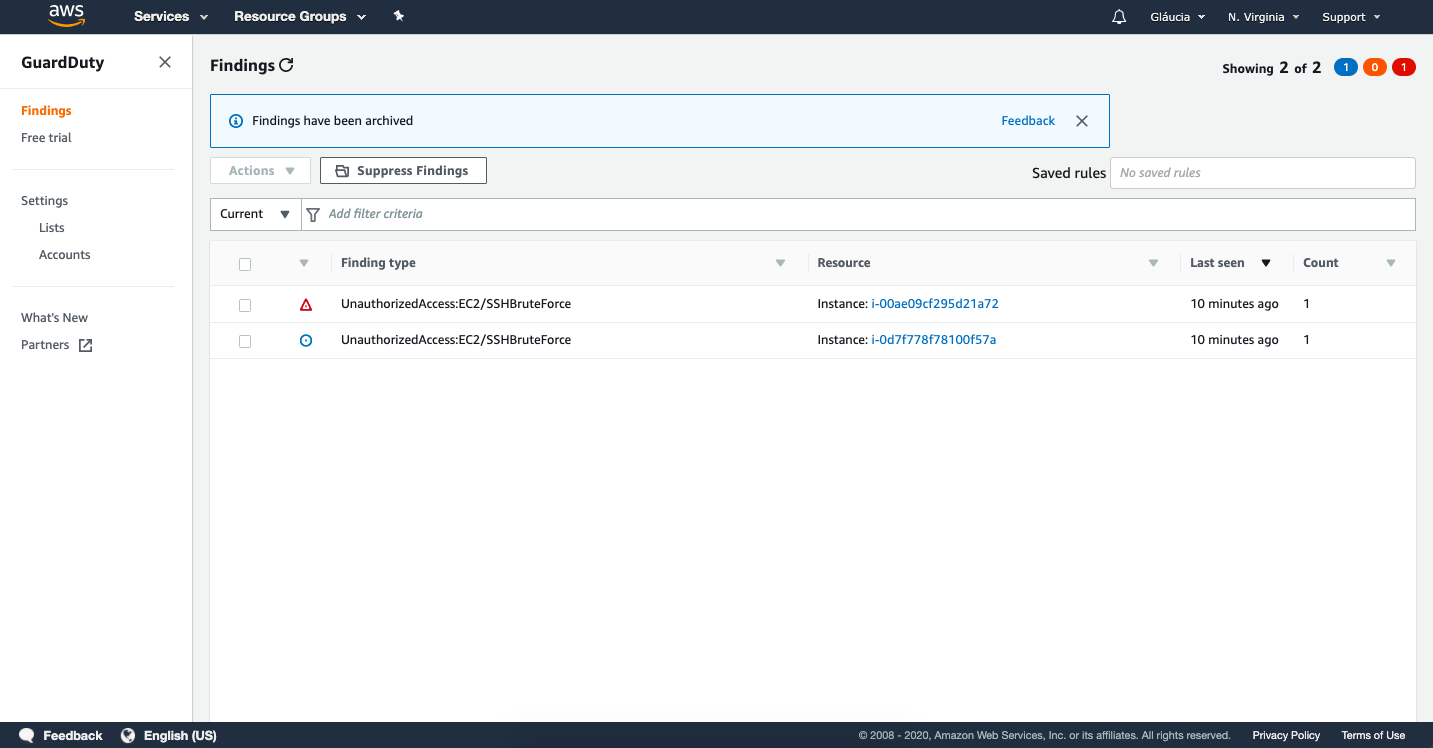 aws Services Resource Groups Gláucia N. Virginia Support
GuardDuty
Findings
Free trial
Settings
Lists
Accounts
What's New
Partners
Findings
Showing 2 of 2 1 0 1
Findings have been archived Feedback
Actions Suppress Findings Saved rules No saved rules
Current Add filter criteria
Finding type Resource Last seen Count
UnauthorizedAccess:EC2/SSHBruteForce Instance: i-00ae09cf295d21a72 10 minutes ago 1
UnauthorizedAccess:EC2/SSHBruteForce Instance: i-0d7f778f78100f57a 10 minutes ago 1
Feedback English (US) © 2008 - 2020, Amazon Web Services, Inc. or its affiliates. All rights reserved. Privacy Policy Terms of Use